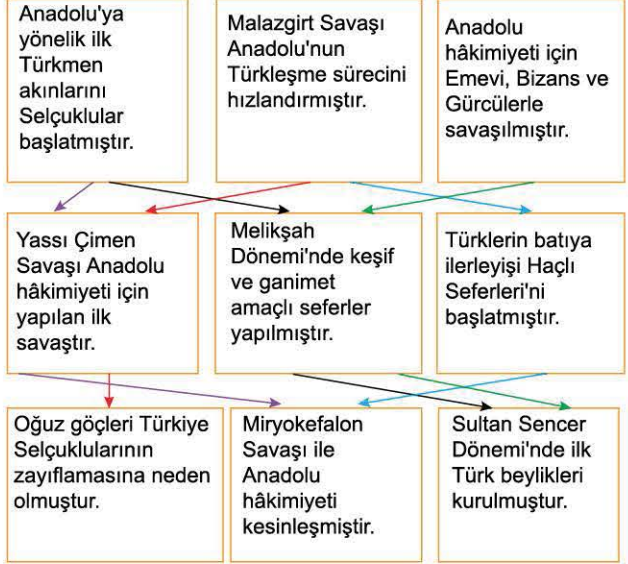 Anadolu'ya
yönelik ilk
Türkmen
akınlarını
Selçuklular
başlatmıştır.
Malazgirt Savaşı
Anadolu'nun
Türkleşme sürecini
hızlandırmıştır.
Anadolu
hâkimiyeti için
Emevi, Bizans ve
Gürcülerle
savaşılmıştır.
Yassı Çimen
Savaşı Anadolu
hâkimiyeti için
yapılan ilk
savaştır.
Melikşah
Dönemi'nde keşif
ve ganimet
amaçlı seferler
yapılmıştır.
Türklerin batıya
ilerleyişi Haçlı
Seferleri'ni
başlatmıştır.
Oğuz göçleri Türkiye
Selçuklularının
zayıflamasına neden
olmuştur.
Miryokefalon
Savaşı ile
Anadolu
hâkimiyeti
kesinleşmiştir.
Sultan Sencer
Dönemi'nde ilk
Türk beylikleri
kurulmuştur.